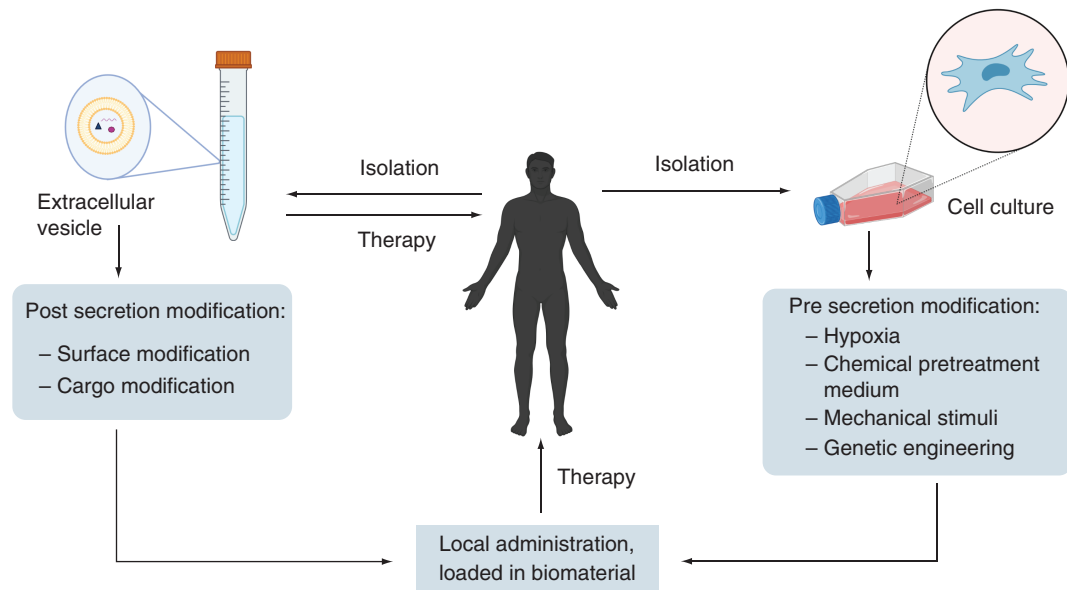 Isolation
Isolation
Extracellular
vesicle
Therapy
Cell culture
Post secretion modification:
– Surface modification
– Cargo modification
Pre secretion modification:
– Hypoxia
– Chemical pretreatment
medium
– Mechanical stimuli
– Genetic engineering
Therapy
Local administration,
loaded in biomaterial